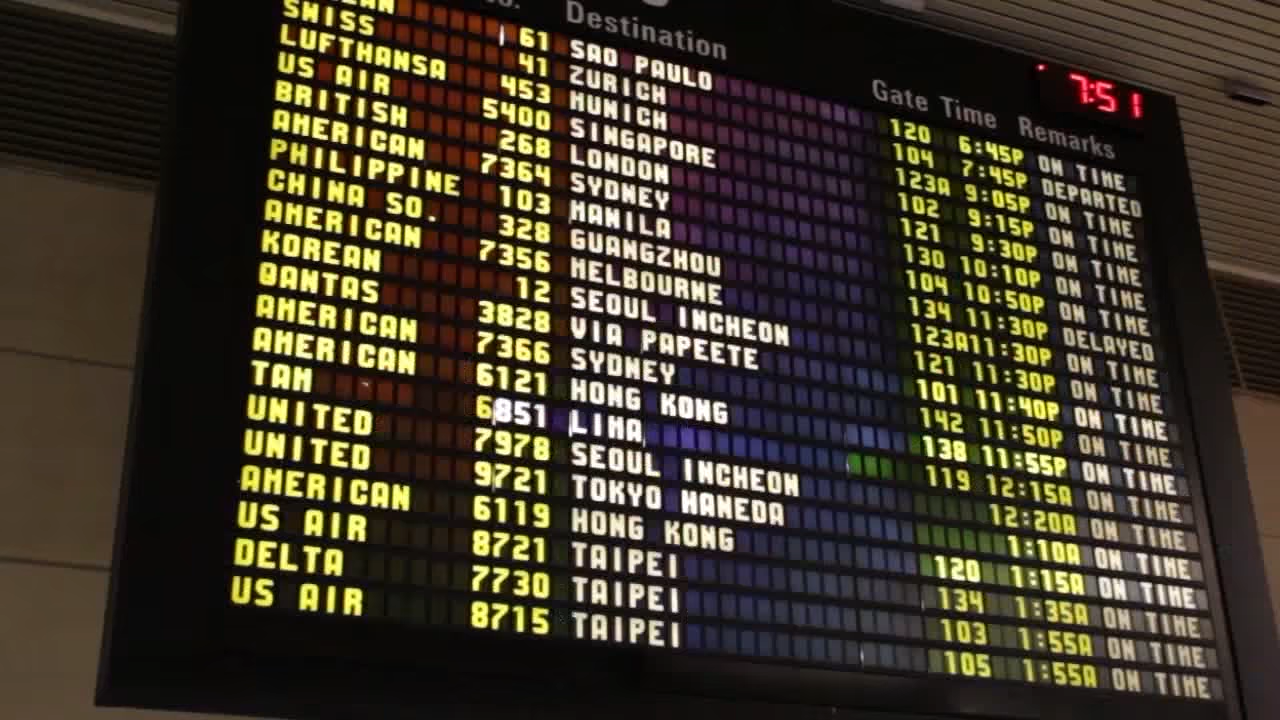 7:51
Destination Gate Time Remarks
61 SAO PAULO 120 6:45P ON TIME
SWISS 41 ZURICH 104 7:45P DEPARTED
LUFTHANSA 453 MUNICH 123A 9:05P ON TIME
US AIR 5400 SINGAPORE 102 9:15P ON TIME
BRITISH 268 LONDON 121 9:30P ON TIME
AMERICAN 7364 SYDNEY 130 10:10P ON TIME
PHILIPPINE 103 MANILA 104 10:50P ON TIME
CHINA SO. 328 GUANGZHOU 134 11:30P DELAYED
AMERICAN 7356 MELBOURNE 123A11:30P ON TIME
KOREAN 12 SEOUL INCHEON 121 11:30P ON TIME
QANTAS 3828 VIA PAPEETE 101 11:40P ON TIME
AMERICAN 7366 SYDNEY 142 11:50P ON TIME
AMERICAN 6121 HONG KONG 138 11:55P ON TIME
TAM 6851 LIMA 119 12:15A ON TIME
UNITED 7978 SEOUL INCHEON 12:20A ON TIME
UNITED 9721 TOKYO HANEDA 1:10A ON TIME
AMERICAN 6119 HONG KONG 120 1:15A ON TIME
US AIR 8721 TAIPEI 134 1:35A ON TIME
DELTA 7730 TAIPEI 103 1:55A ON TIME
US AIR 8715 TAIPEI 105 1:55A ON TIME